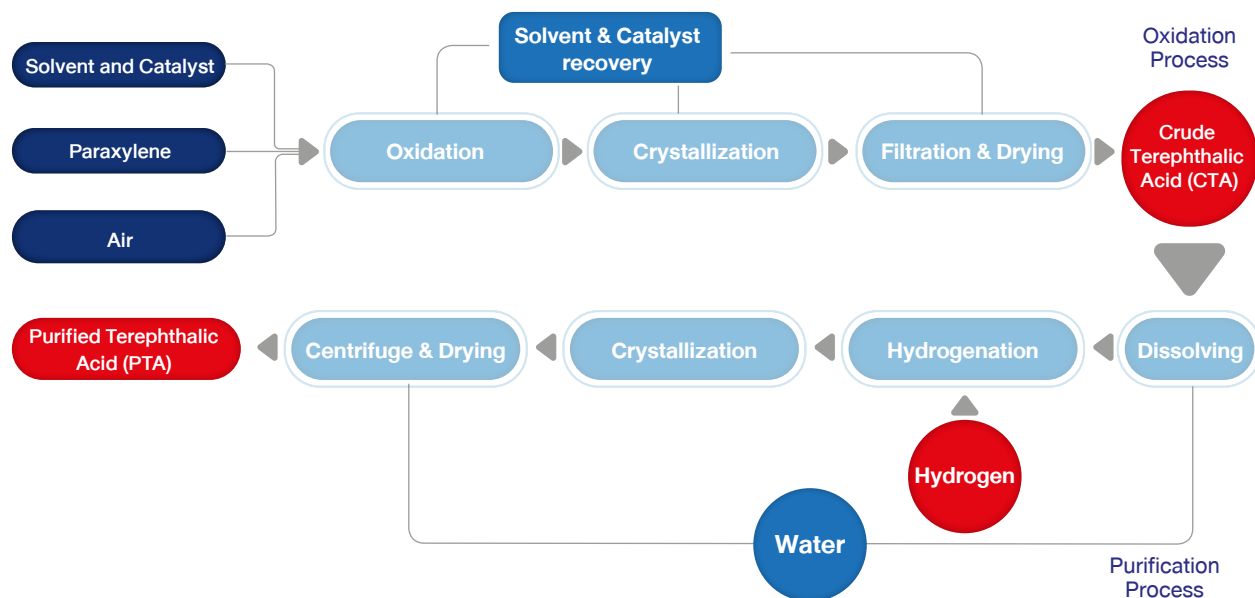 Solvent & Catalyst
recovery
Oxidation
Process
Solvent and Catalyst
Paraxylene
Air
Oxidation
Crystallization
Filtration & Drying
Crude
Terephthalic
Acid (CTA)
Purified Terephthalic
Acid (PTA)
Centrifuge & Drying
Crystallization
Hydrogenation
Dissolving
Hydrogen
Water
Purification
Process